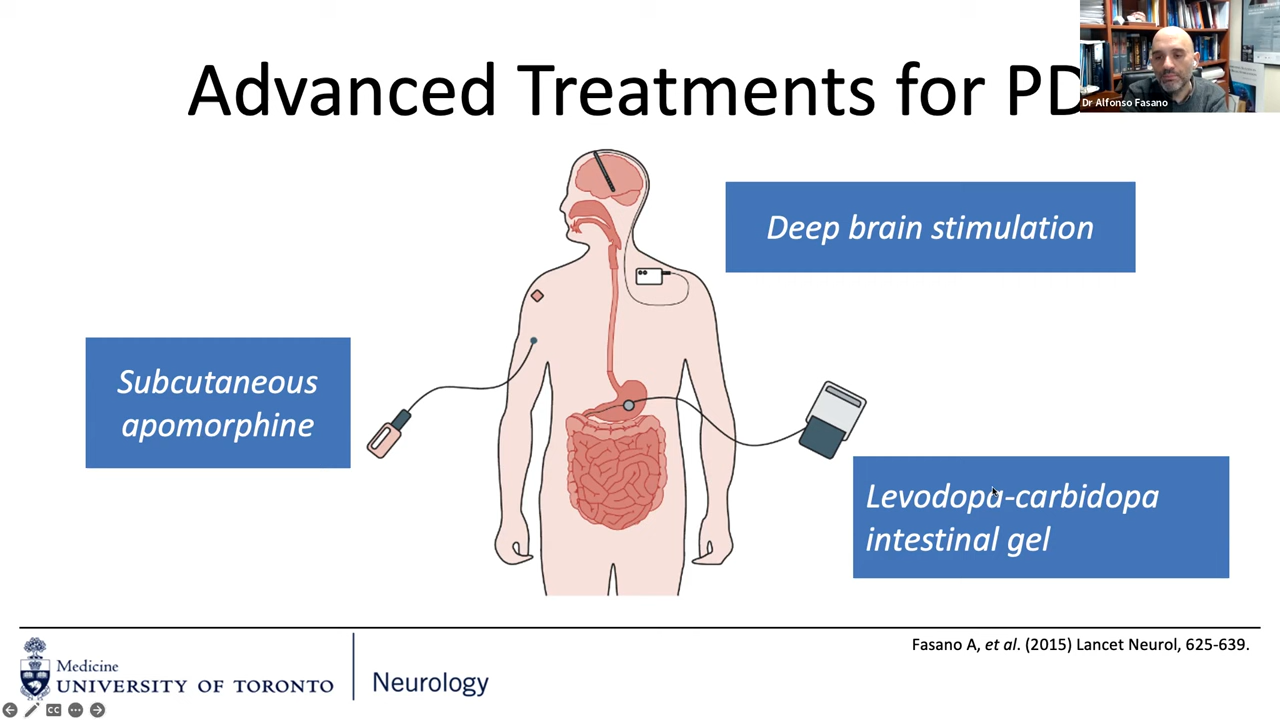 Advanced Treatments for PD
Dr Alfonso Fasano
Deep brain stimulation
Subcutaneous
apomorphine
Levodopa-carbidopa
intestinal gel
Fasano A, et al. (2015) Lancet Neurol, 625-639.
Medicine
UNIVERSITY OF TORONTO
Neurology
CC